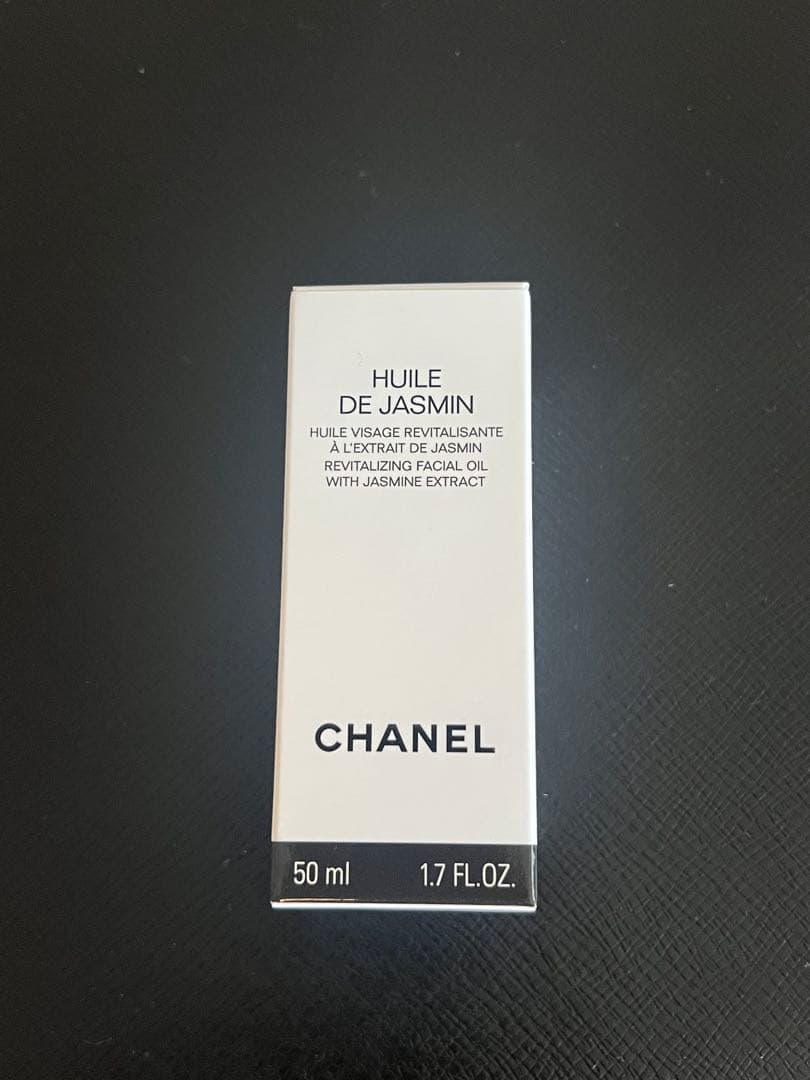 HUILE
DE JASMIN
HUILE VISAGE REVITALISANTE
À L'EXTRAIT DE JASMIN
REVITALIZING FACIAL OIL
WITH JASMINE EXTRACT
CHANEL
50 ml 1.7 FL.OZ.